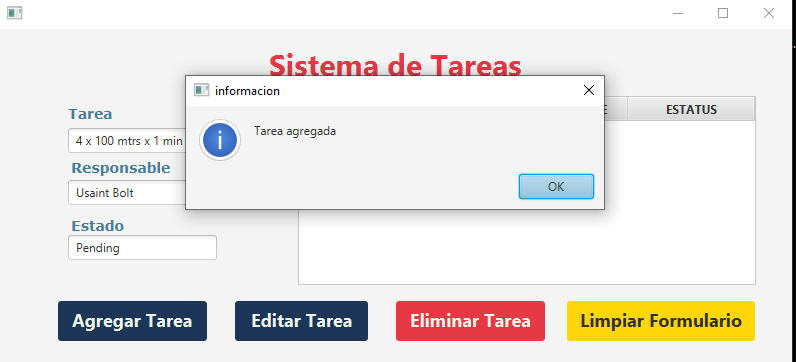 Sistema de Tareas
informacion
Tarea agregada
OK
ESTATUS
Tarea
4 x 100 mtrs x 1 min
Responsable
Usaint Bolt
Estado
Pending
Agregar Tarea
Editar Tarea
Eliminar Tarea
Limpiar Formulario